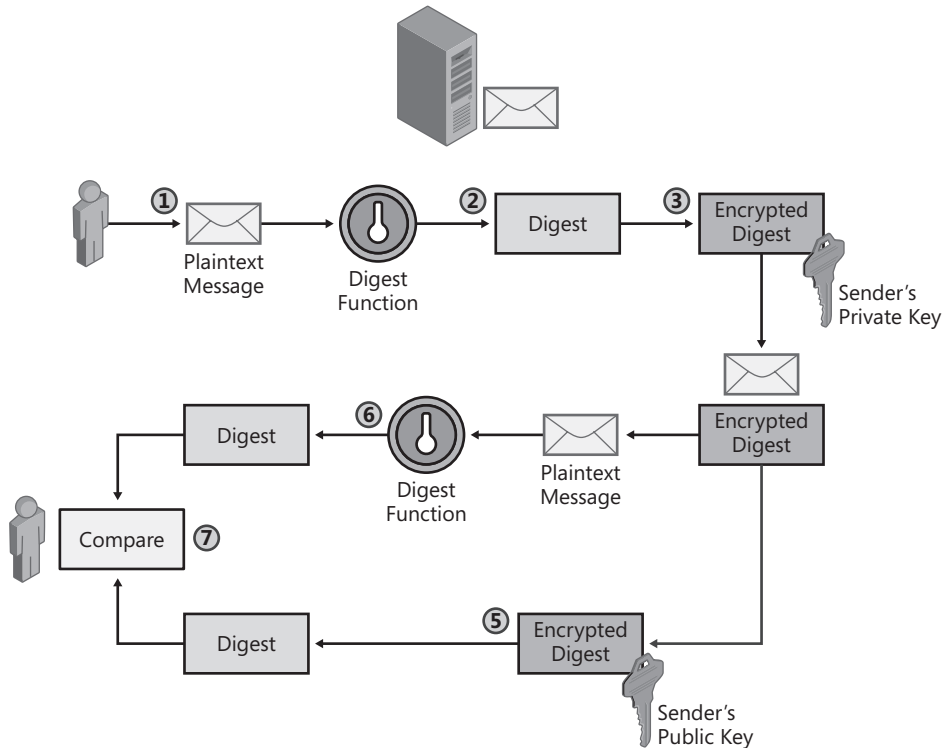 1
Plaintext
Message
Digest
Function
2
Digest
3
Encrypted
Digest
Sender's
Private Key
Encrypted
Digest
Plaintext
Message
6
Digest
Function
Digest
Compare
7
Digest
5
Encrypted
Digest
Sender's
Public Key